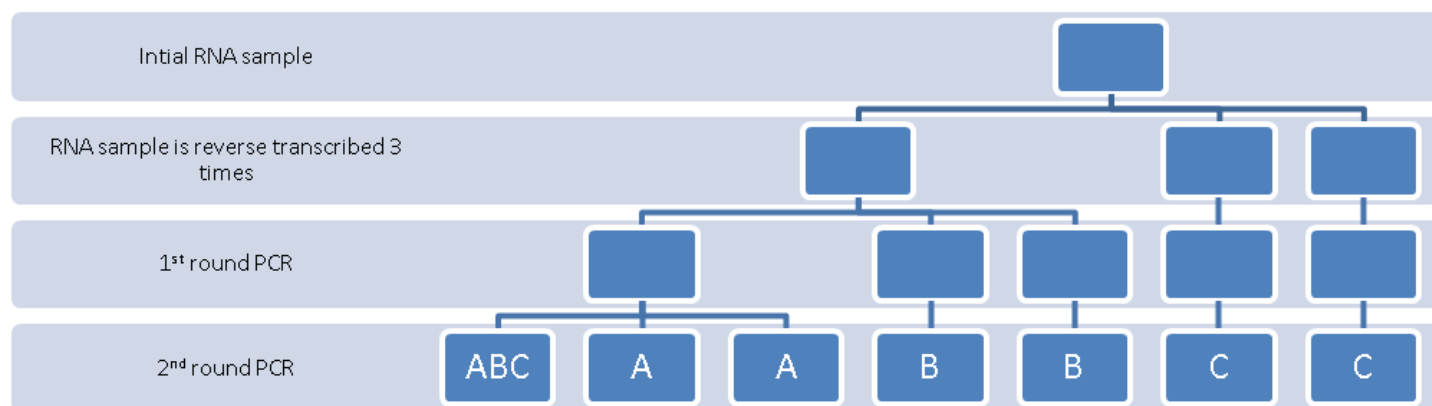 Intial RNA sample
RNA sample is reverse transcribed 3
times
1st round PCR
2nd round PCR
ABC A A B B C C